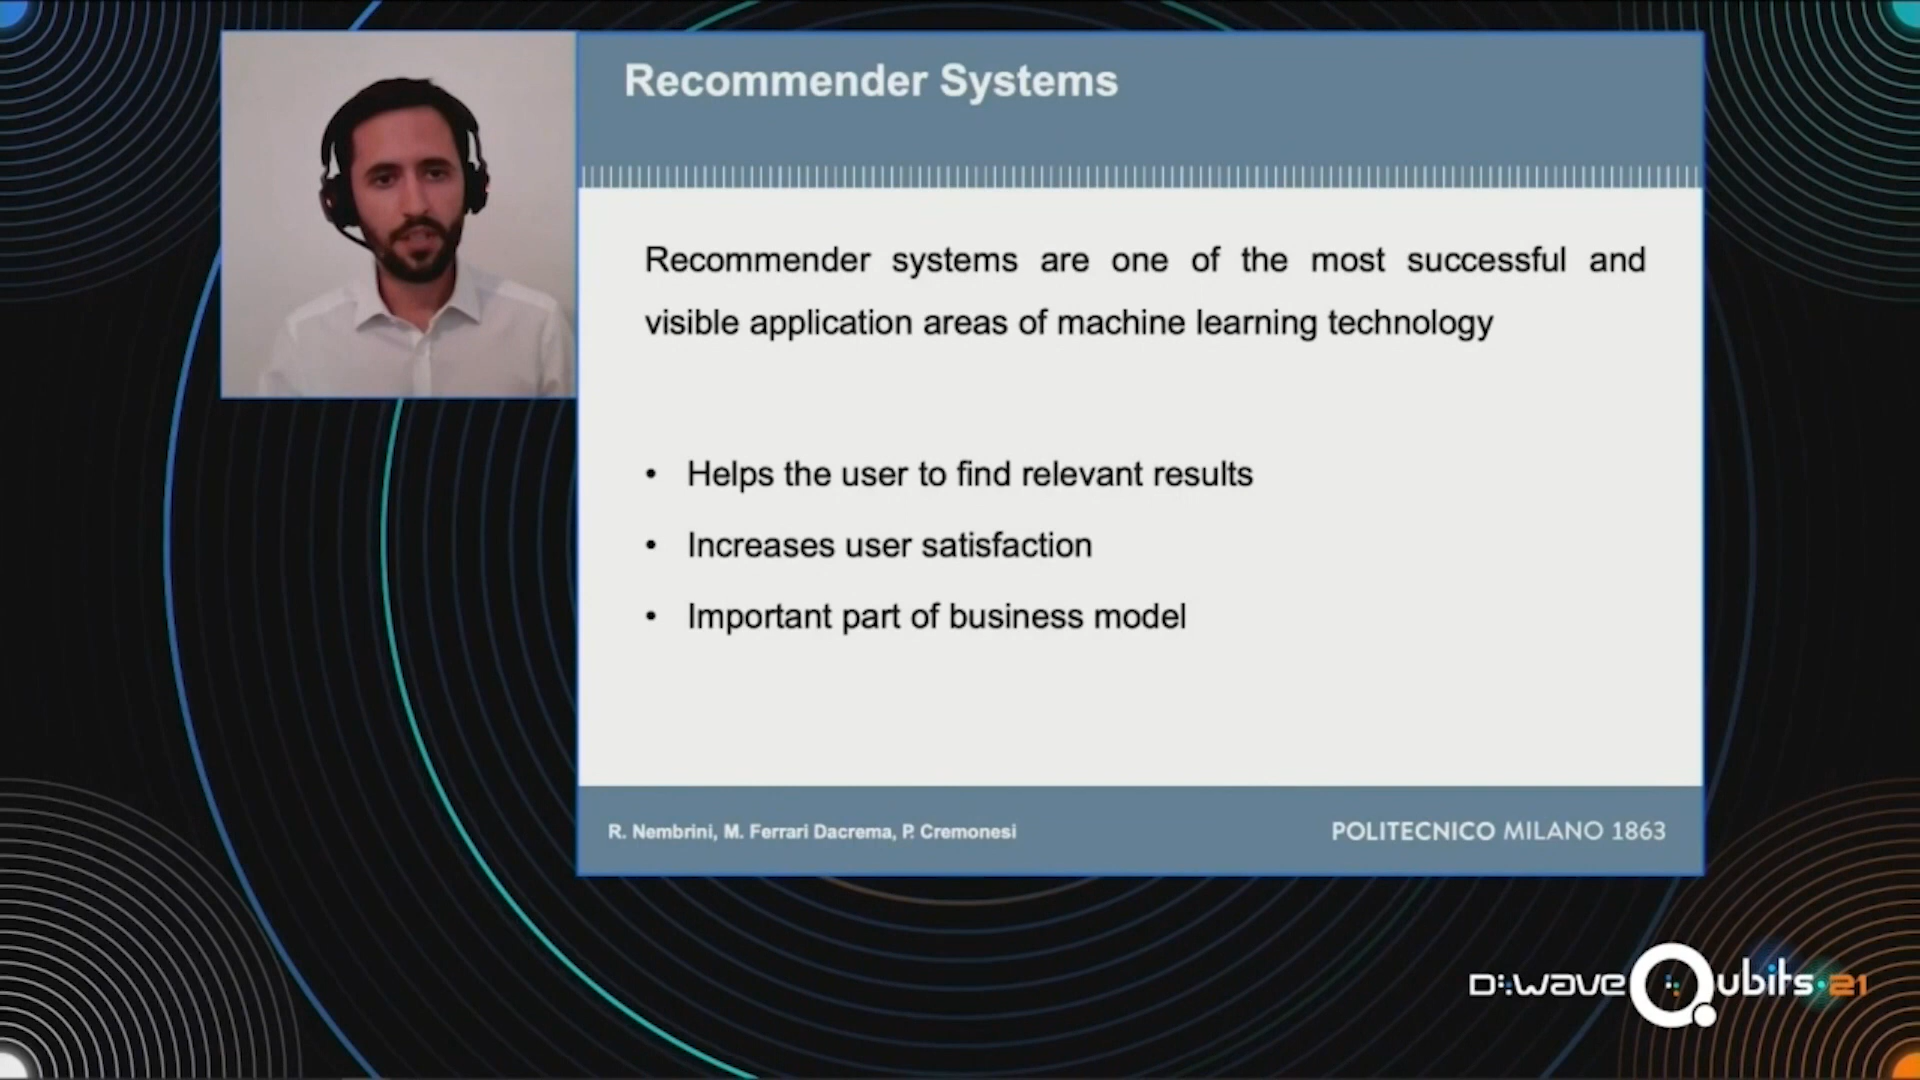 Recommender Systems
Recommender systems are one of the most successful and
visible application areas of machine learning technology
• Helps the user to find relevant results
• Increases user satisfaction
• Important part of business model
R. Nembrini, M. Ferrari Dacrema, P. Cremonesi
POLITECNICO MILANO 1863
D:wave Qubits 21